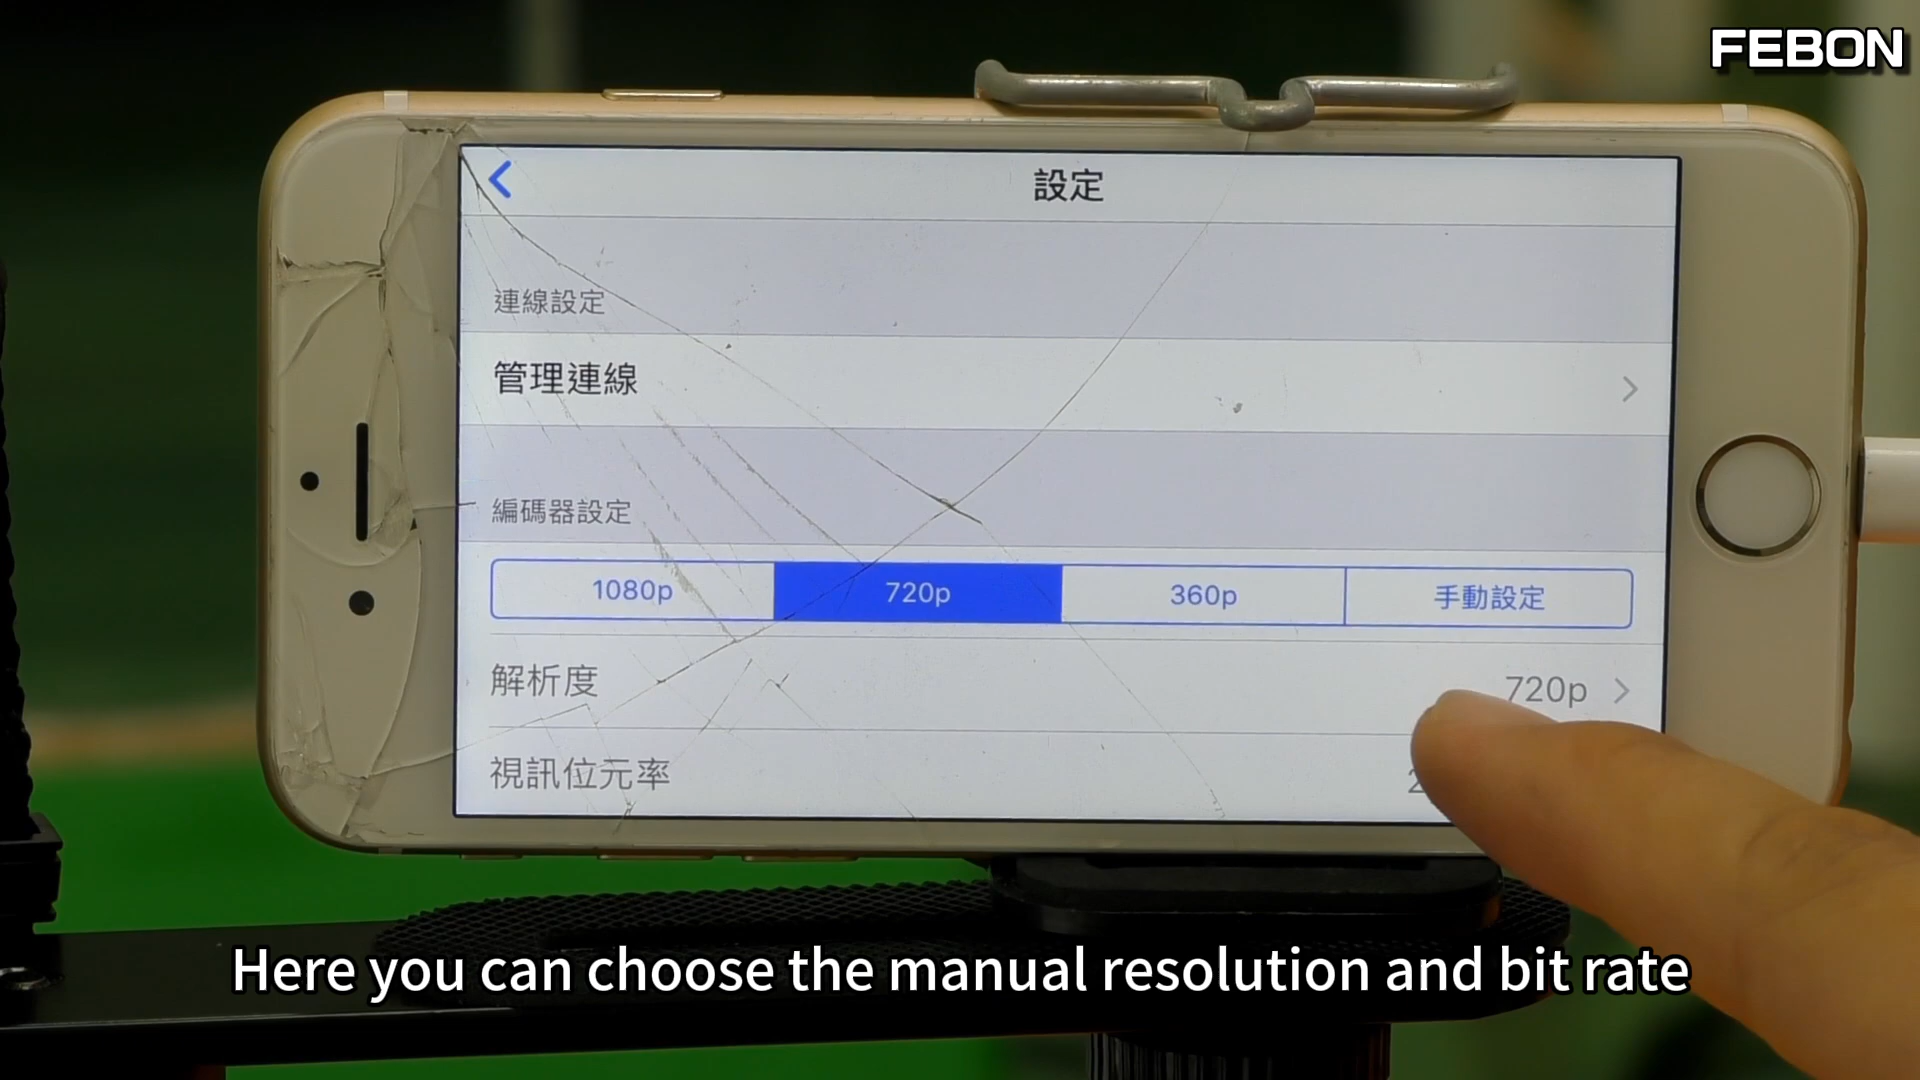 FEBON
設定
連線設定
管理連線
編碼器設定
1080p 720p 360p 手動設定
解析度 720p
視訊位元率
Here you can choose the manual resolution and bit rate